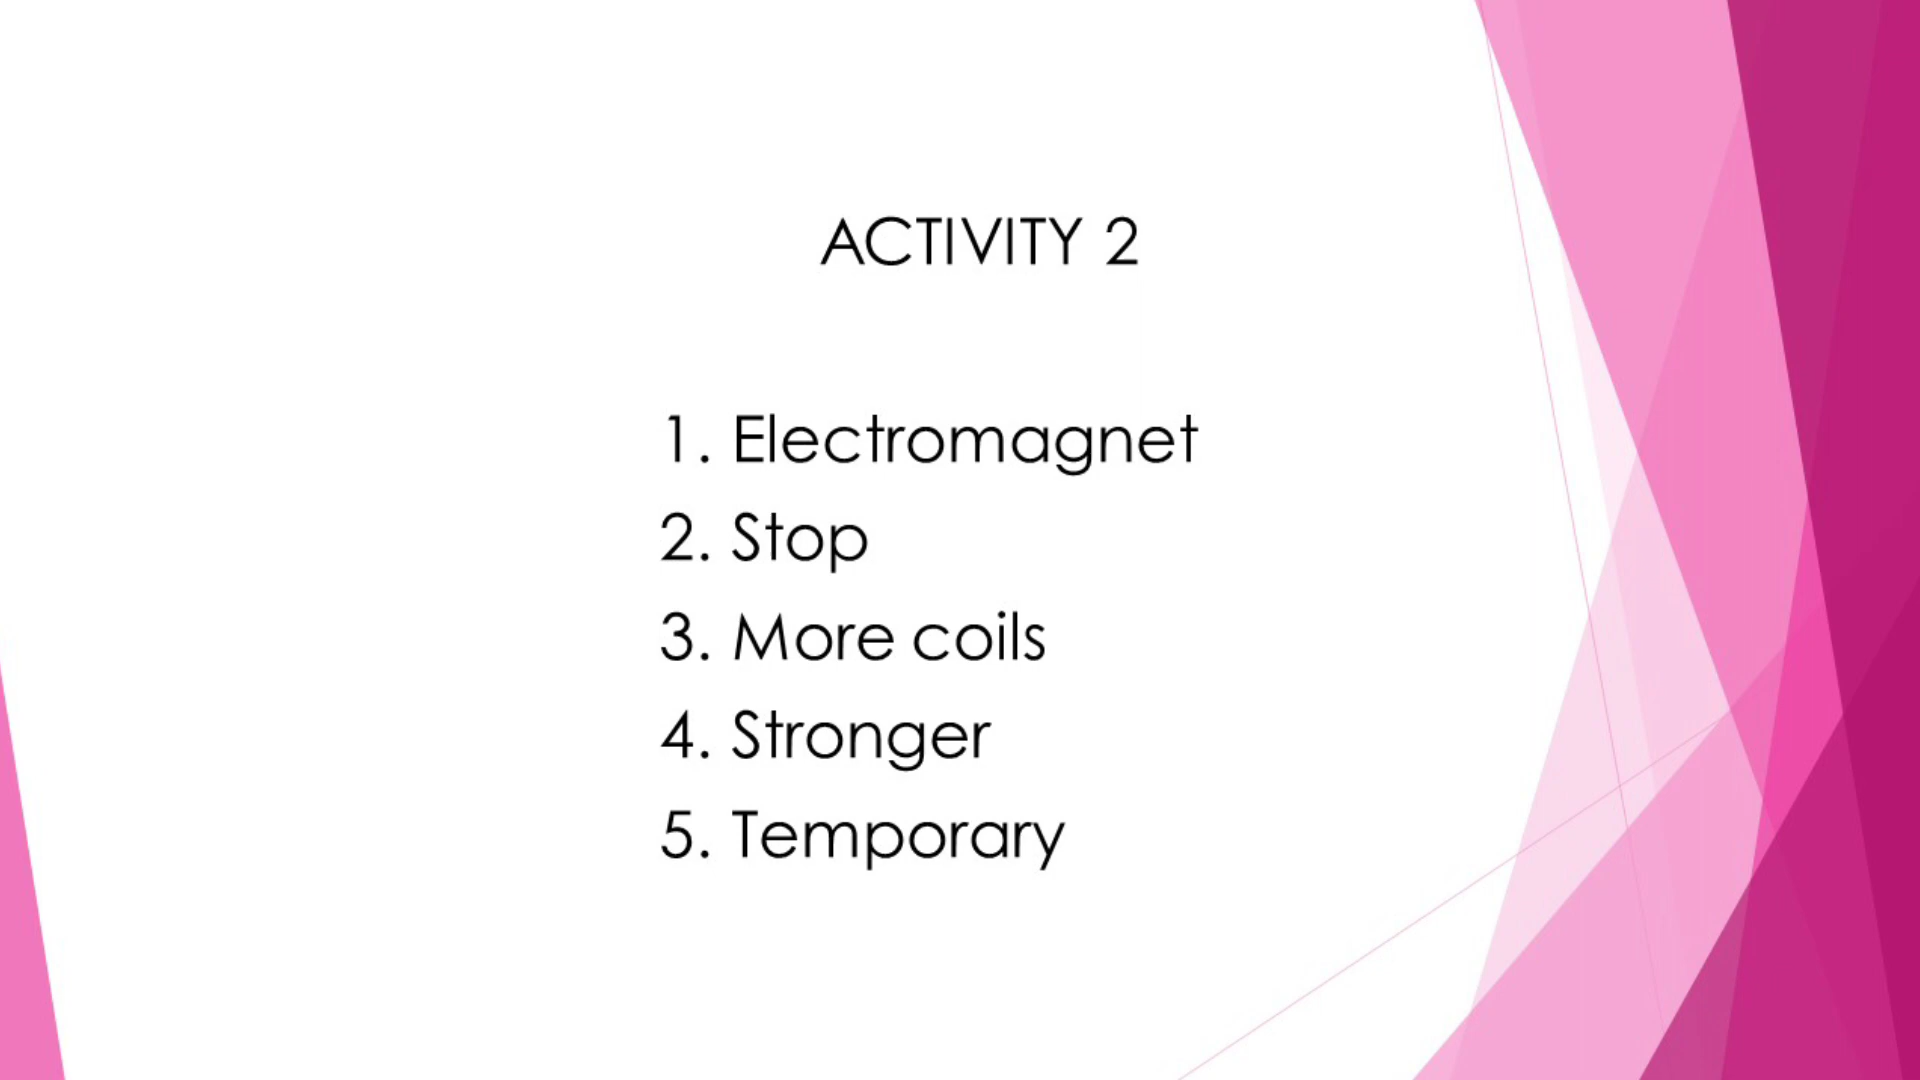 ACTIVITY 2
1. Electromagnet
2. Stop
3. More coils
4. Stronger
5. Temporary